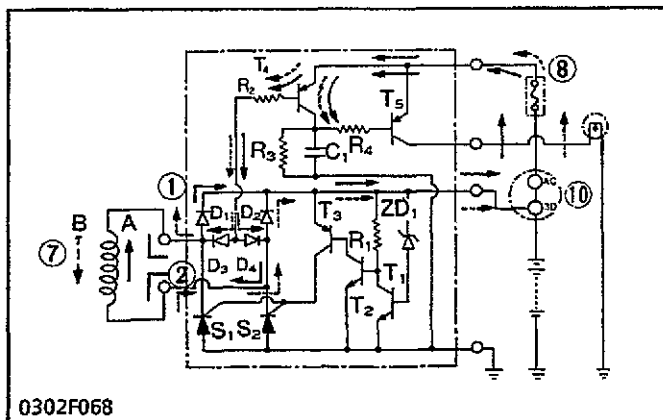 T4
R2
⑧
T5
R3
C1
R4
①
AC
⑩
D1
D2
T3
ZD1
3D
B
A
⑦
R1
②
D3
D4
T1
T2
S1
S2
0302F068